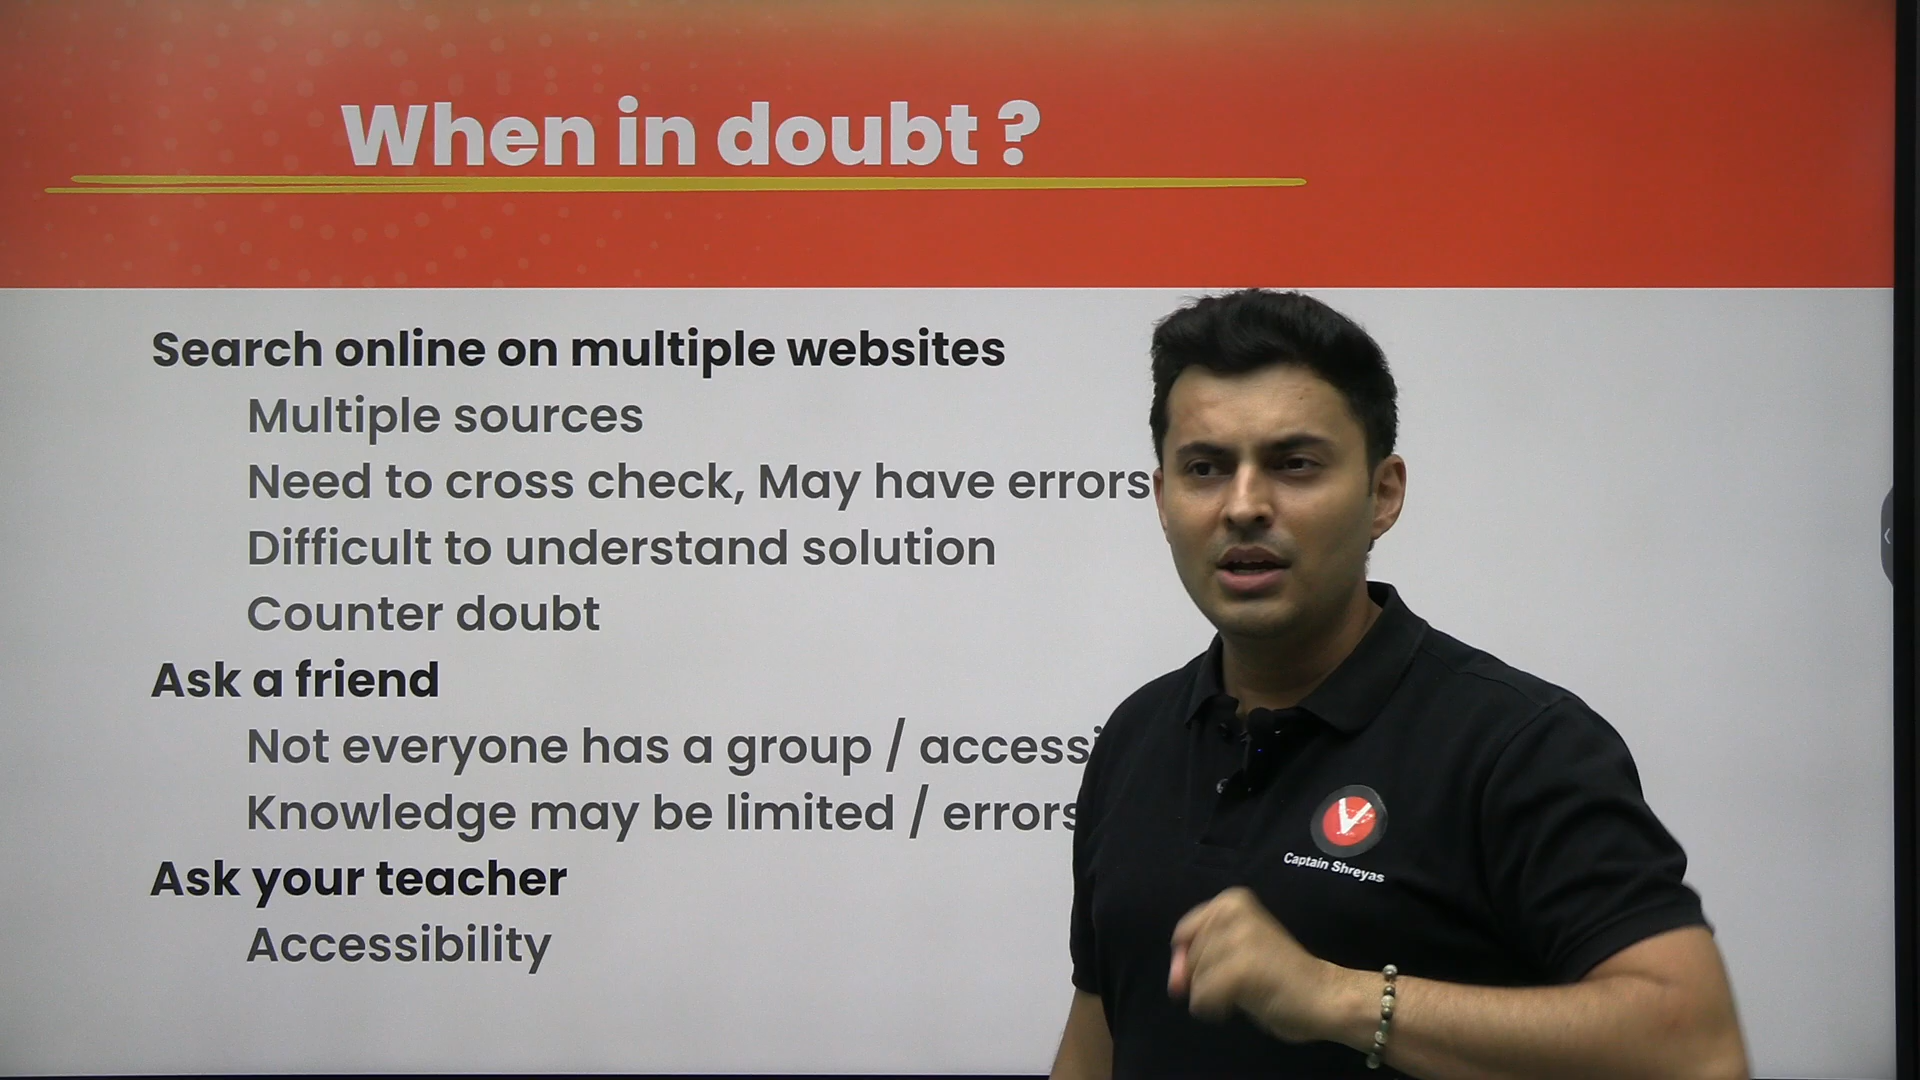 When in doubt ?
Search online on multiple websites
Multiple sources
Need to cross check, May have errors
Difficult to understand solution
Counter doubt
Ask a friend
Not everyone has a group /
Knowledge may be limited / errors
Ask your teacher
Accessibility
V
Captain Shreyas